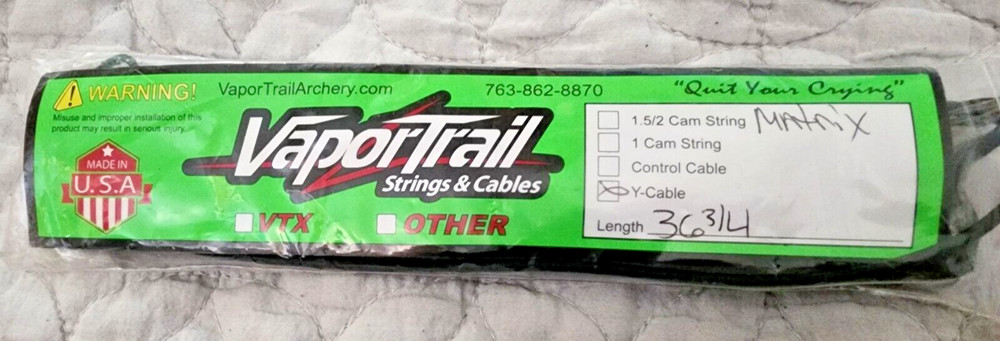 WARNING!
Misuse and improper installation of this
product may result in serious injury.
MADE IN
U.S.A
VaporTrailArchery.com
763-862-8870
"Quit Your Crying"
VaporTrail
Strings & Cables
VTX
OTHER
1.5/2 Cam String Matrix
1 Cam String
Control Cable
Y-Cable
Length 36 3/4